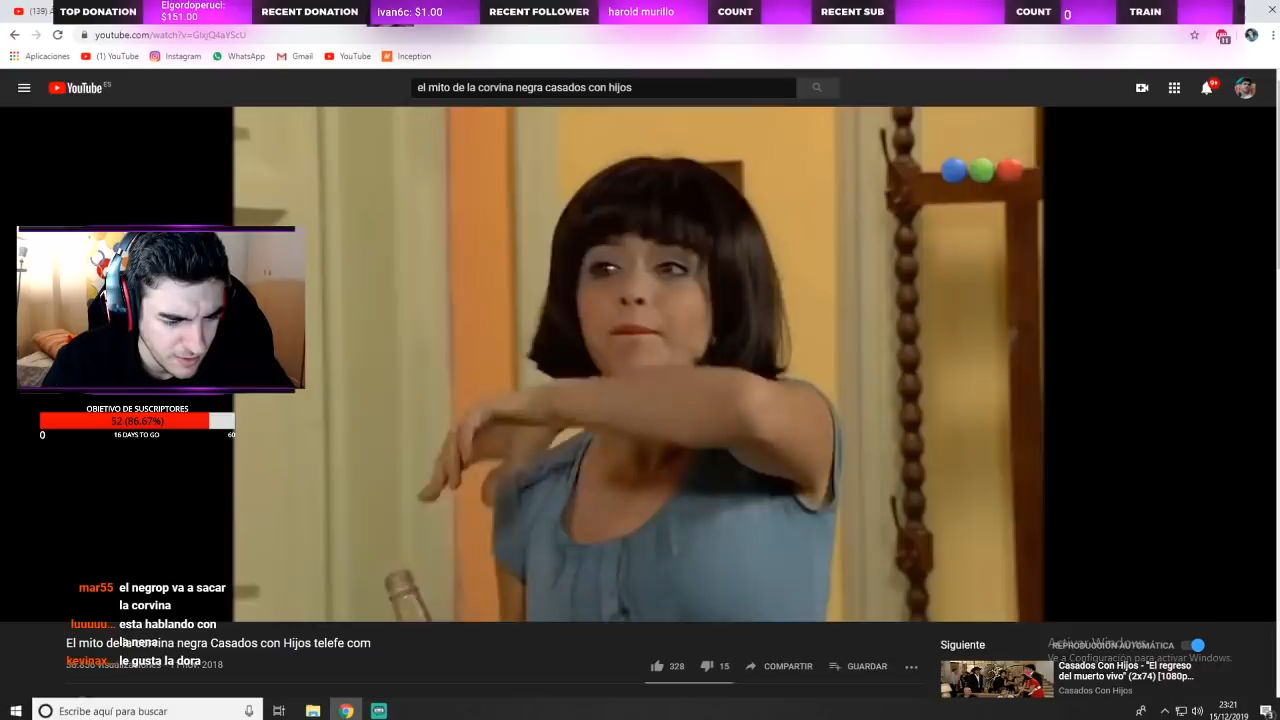 (139)
TOP DONATION
Elgordoperuci:
$151.00
RECENT DONATION
ivan6c: $1.00
RECENT FOLLOWER
harold murillo
COUNT
RECENT SUB
COUNT
0
TRAIN
youtube.com/watch?v=GlxjQ4aYScU
11
Aplicaciones
(1) YouTube
Instagram
WhatsApp
Gmail
YouTube
Inception
YouTube ES
el mito de la corvina negra casados con hijos
9+
OBJETIVO DE SUSCRIPTORES
52 (86.67%)
0
16 DAYS TO GO
60
mar55 el negrop va a sacar
la corvina
luuuuu... esta hablando con
la nena
El mito de la corvina negra Casados con Hijos telefe com
kevinax... le gusta la dora
2018
328
15
COMPARTIR
GUARDAR
Siguiente
REPRODUCCIÓN AUTOMÁTICA
Activar Windows
Ve a Configuración para activar Windows.
Casados Con Hijos - "El regreso
del muerto vivo" (2x74) [1080p...
Casados Con Hijos
Escribe aquí para buscar
23:21
15/12/2019